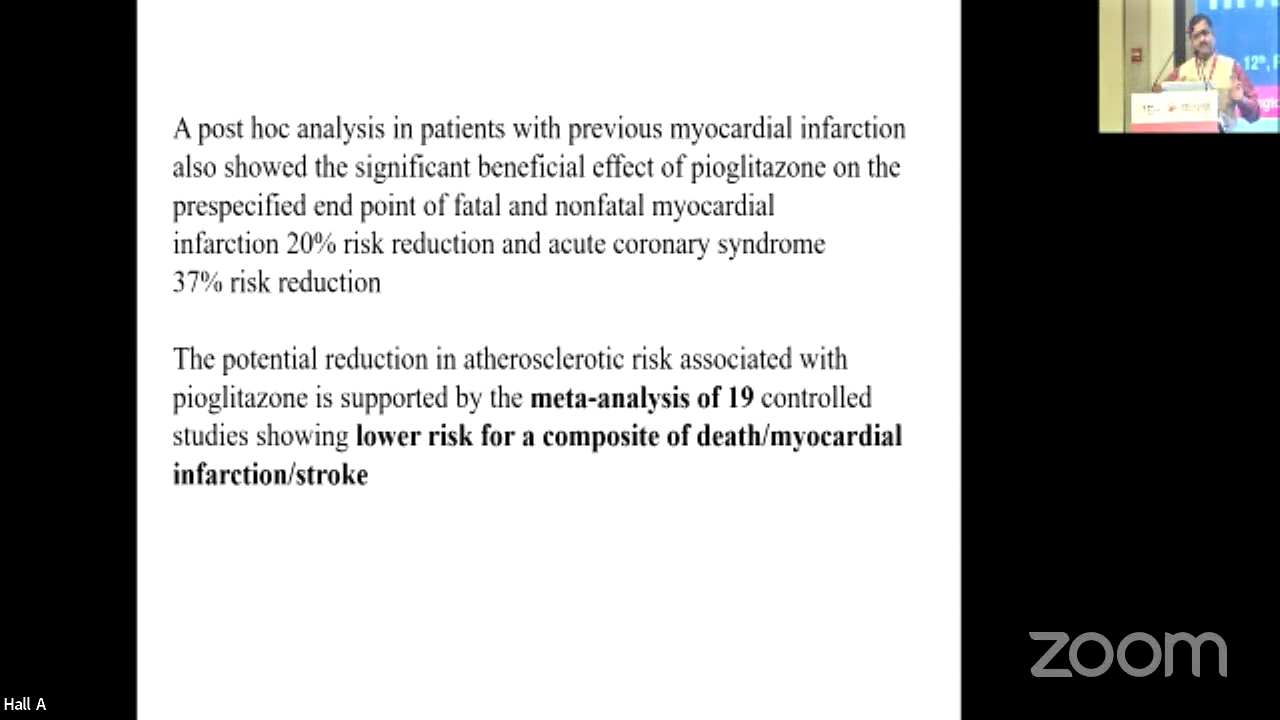 A post hoc analysis in patients with previous myocardial infarction
also showed the significant beneficial effect of pioglitazone on the
prespecified end point of fatal and nonfatal myocardial
infarction 20% risk reduction and acute coronary syndrome
37% risk reduction
The potential reduction in atherosclerotic risk associated with
pioglitazone is supported by the meta-analysis of 19 controlled
studies showing lower risk for a composite of death/myocardial
infarction/stroke
12th,
zoom
Hall A